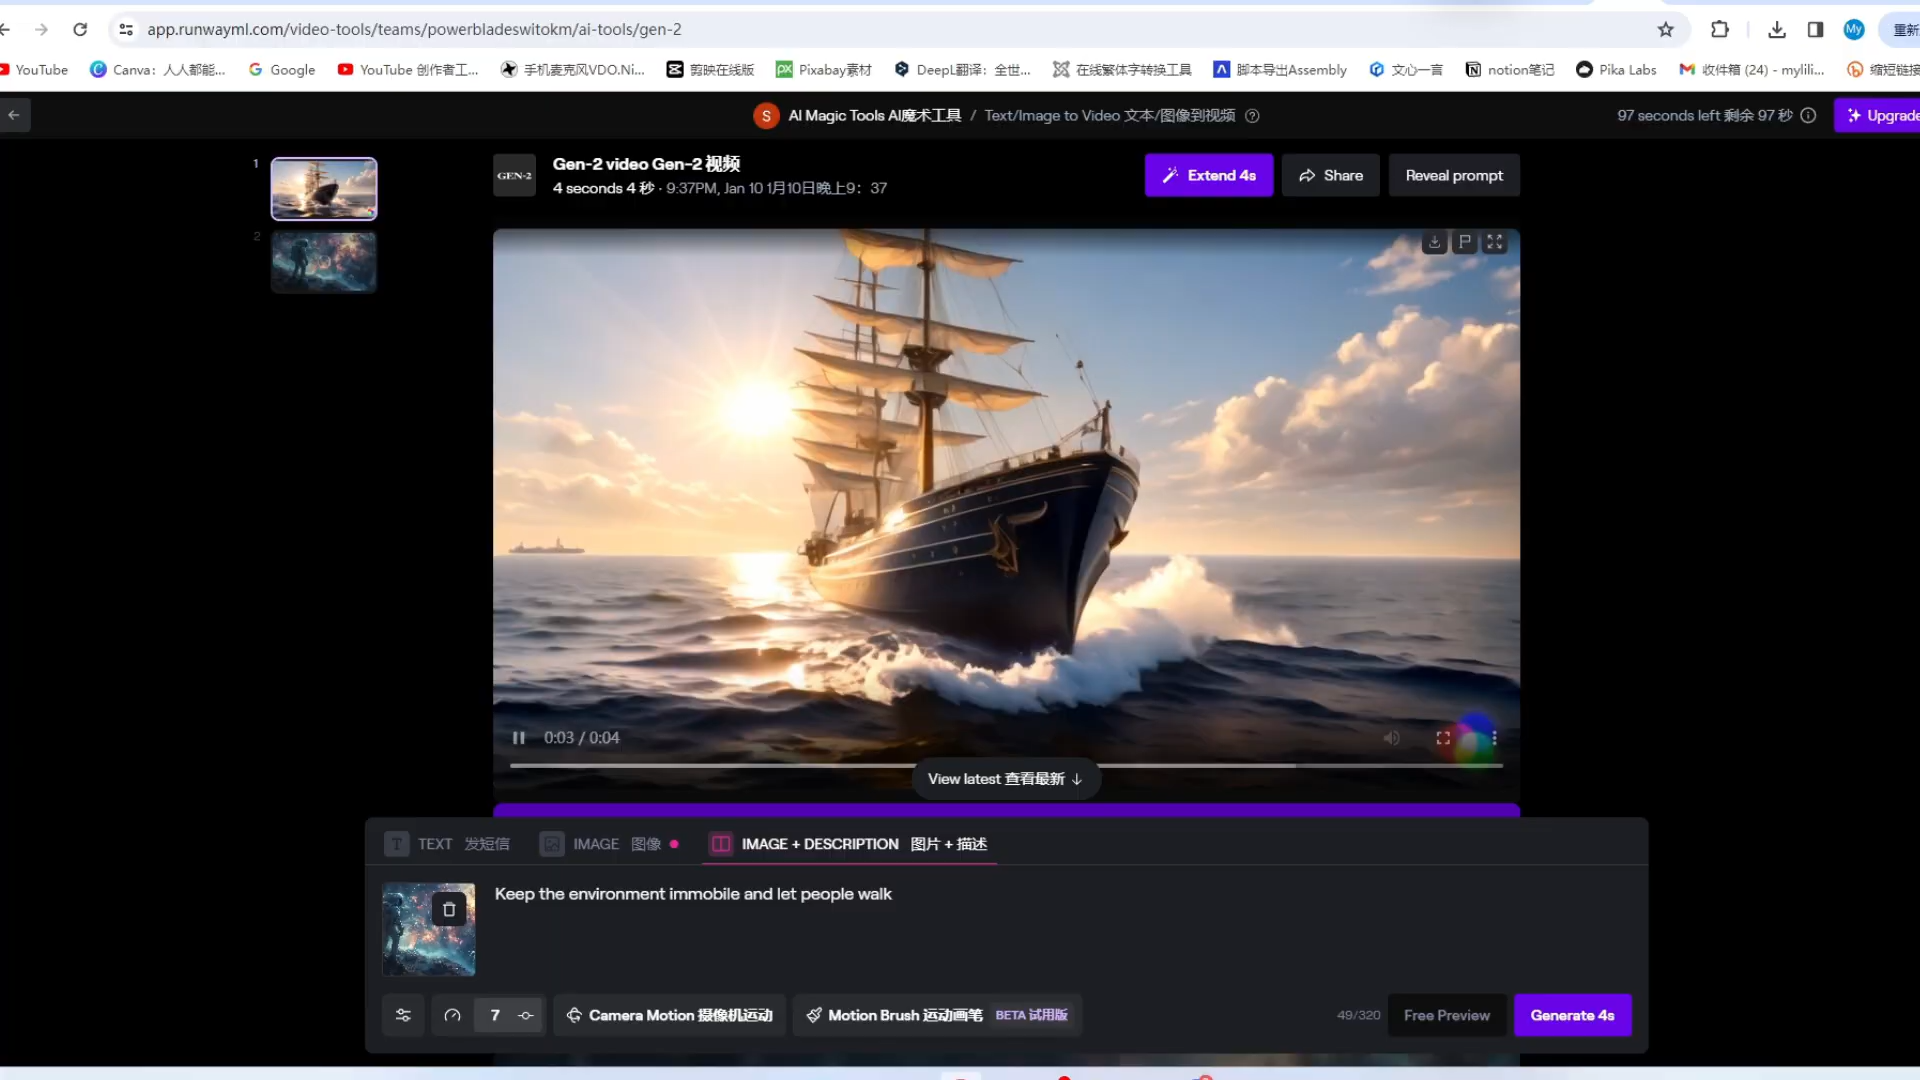 app.runwayml.com/video-tools/teams/powerbladeswitokm/ai-tools/gen-2
My
重新
YouTube
Canva：人人都能...
Google
YouTube 创作者工...
手机麦克风VDO.Ni...
剪映在线版
Pixabay素材
DeepL翻译：全世...
在线繁体字转换工具
脚本导出Assembly
文心一言
notion笔记
Pika Labs
收件箱 (24) - mylili...
缩短链接
S
AI Magic Tools AI魔术工具 / Text/Image to Video 文本/图像到视频
97 seconds left 剩余 97 秒
Upgrade
1
2
GEN-2
Gen-2 video Gen-2 视频
4 seconds 4 秒 · 9:37PM, Jan 10 1月10日晚上9：37
Extend 4s
Share
Reveal prompt
0:03 / 0:04
View latest 查看最新 ↓
T TEXT 发短信
IMAGE 图像
IMAGE + DESCRIPTION 图片 + 描述
Keep the environment immobile and let people walk
7
Camera Motion 摄像机运动
Motion Brush 运动画笔 BETA 试用版
49/320
Free Preview
Generate 4s